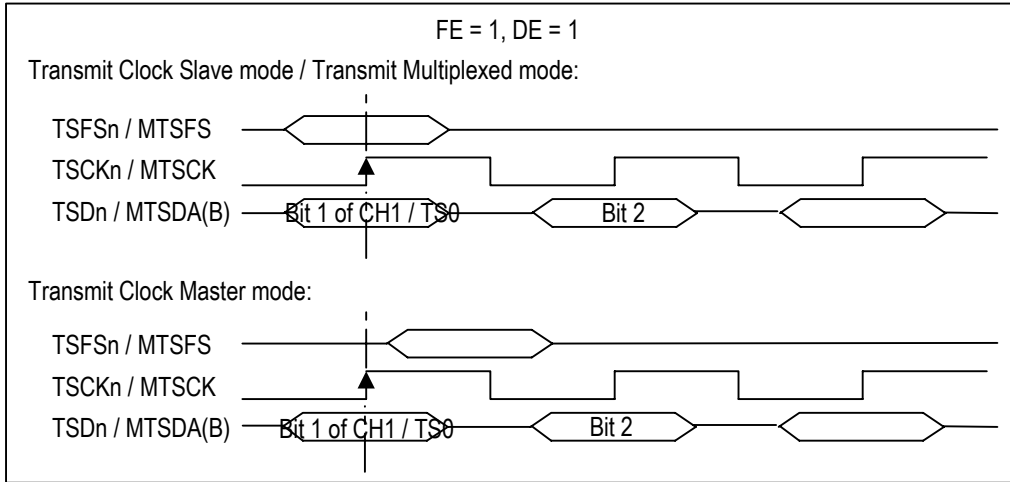 FE = 1, DE = 1
Transmit Clock Slave mode / Transmit Multiplexed mode:
TSFSn / MTSFS
TSCKn / MTSCK
TSDn / MTSDA(B)
Bit 1 of CH1 / TS0
Bit 2
Transmit Clock Master mode:
TSFSn / MTSFS
TSCKn / MTSCK
TSDn / MTSDA(B)
Bit 1 of CH1 / TS0
Bit 2